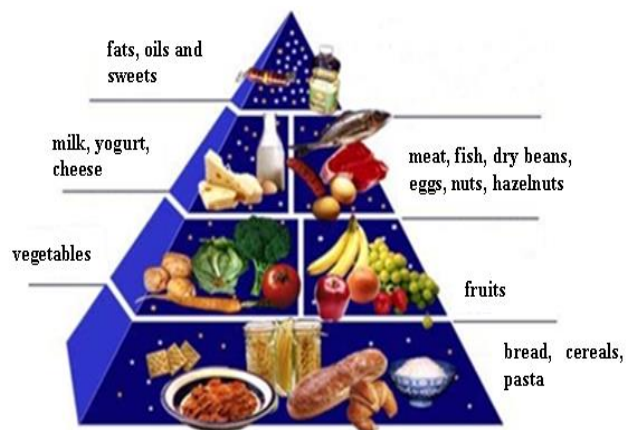 fats, oils and
sweets
milk, yogurt,
cheese
meat, fish, dry beans,
eggs, nuts, hazelnuts
vegetables
fruits
bread, cereals,
pasta